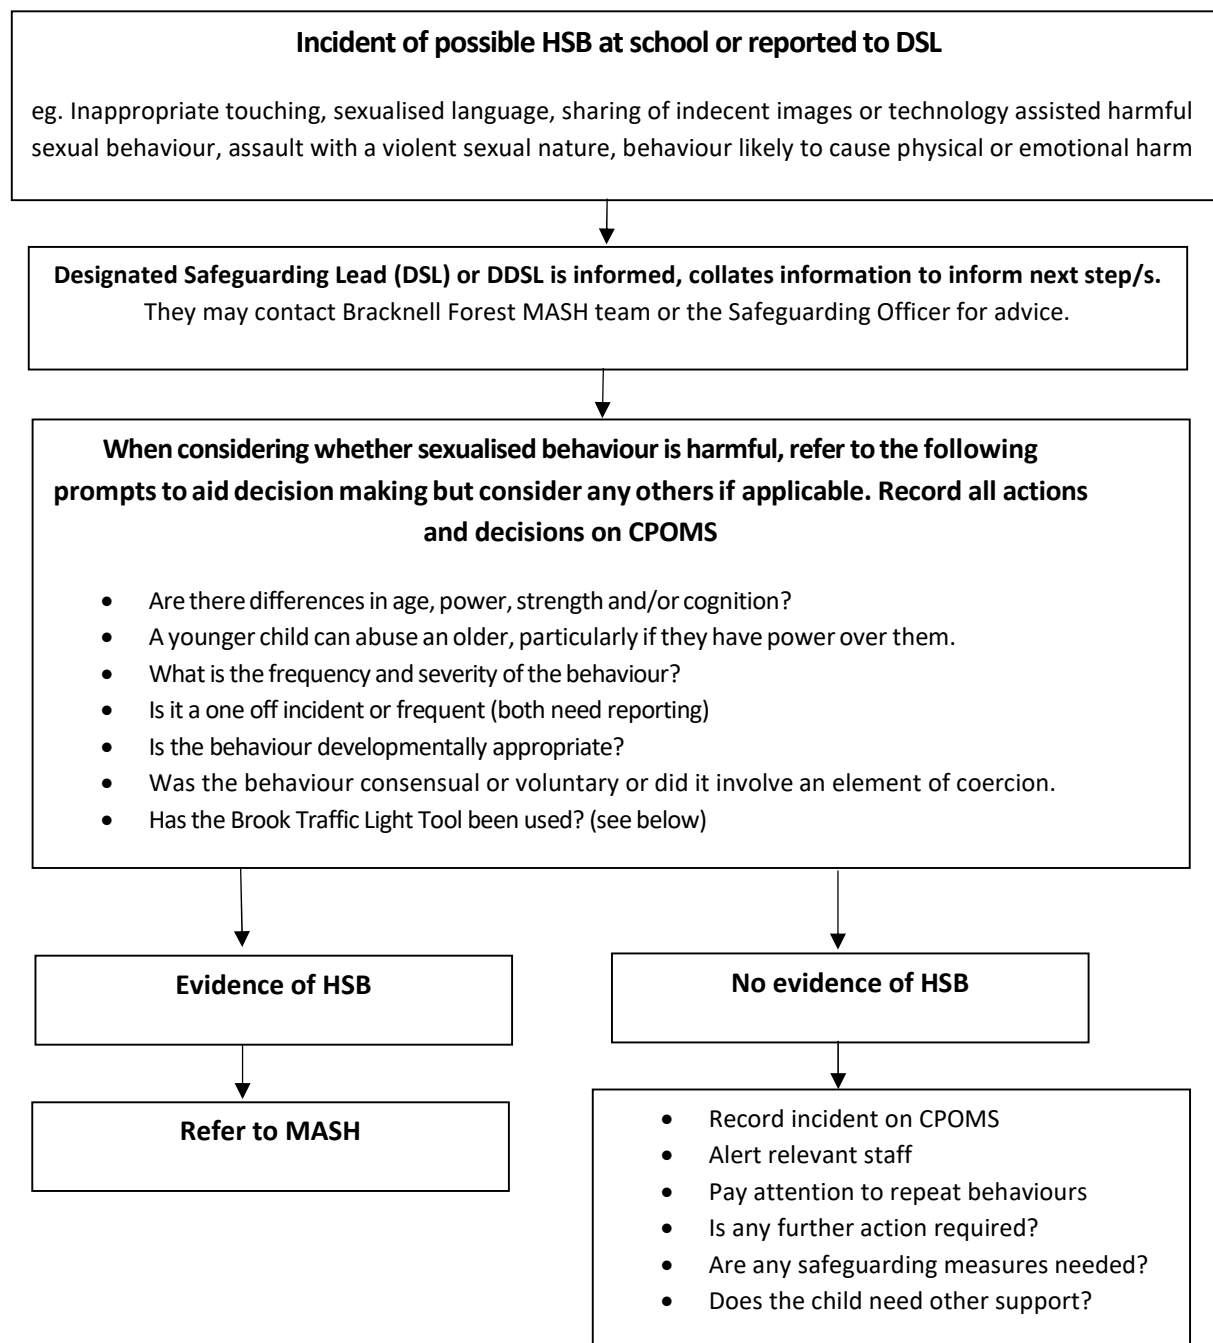 Incident of possible HSB at school or reported to DSL
eg. Inappropriate touching, sexualised language, sharing of indecent images or technology assisted harmful
sexual behaviour, assault with a violent sexual nature, behaviour likely to cause physical or emotional harm
Designated Safeguarding Lead (DSL) or DDSL is informed, collates information to inform next step/s.
They may contact Bracknell Forest MASH team or the Safeguarding Officer for advice.
When considering whether sexualised behaviour is harmful, refer to the following
prompts to aid decision making but consider any others if applicable. Record all actions
and decisions on CPOMS
• Are there differences in age, power, strength and/or cognition?
• A younger child can abuse an older, particularly if they have power over them.
• What is the frequency and severity of the behaviour?
• Is it a one off incident or frequent (both need reporting)
• Is the behaviour developmentally appropriate?
• Was the behaviour consensual or voluntary or did it involve an element of coercion.
• Has the Brook Traffic Light Tool been used? (see below)
Evidence of HSB
Refer to MASH
No evidence of HSB
• Record incident on CPOMS
• Alert relevant staff
• Pay attention to repeat behaviours
• Is any further action required?
• Are any safeguarding measures needed?
• Does the child need other support?